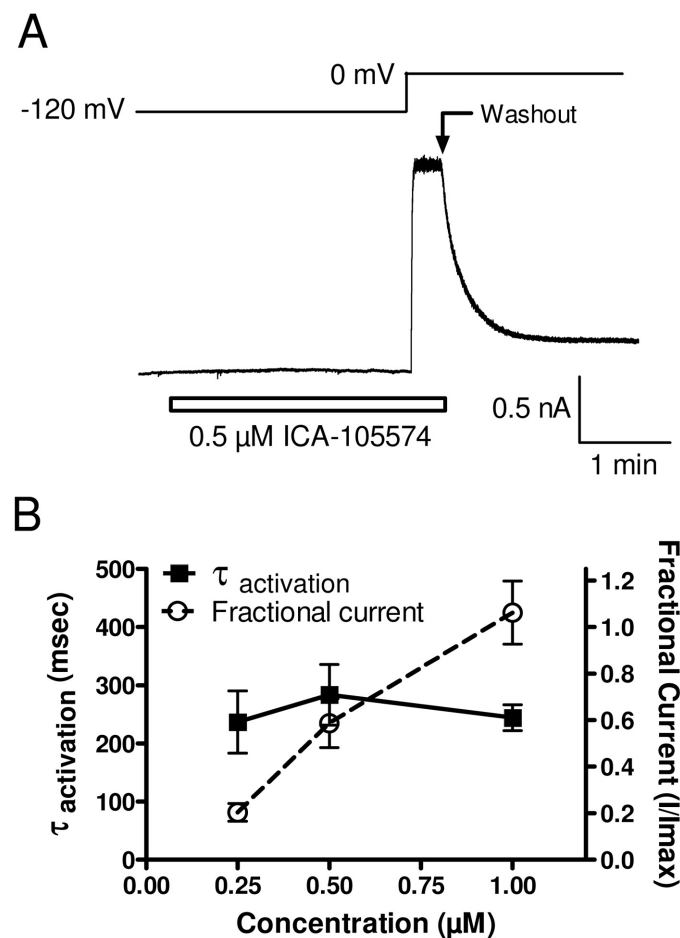 A
0 mV
-120 mV
Washout
0.5 nA
0.5 µM ICA-105574
1 min
B
τ activation
Fractional current
500
400
300
200
100
0
τ activation (msec)
1.2
1.0
0.8
0.6
0.4
0.2
0.0
Fractional Current (I/Imax)
0.00
0.25
0.50
0.75
1.00
Concentration (µM)